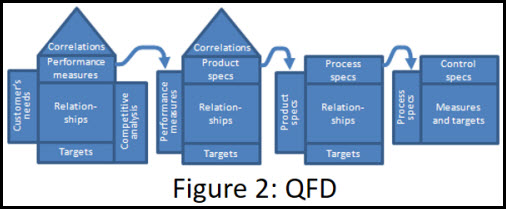 Correlations
Performance
measures
Customer's
needs
Relation-
ships
Competitive
analysis
Targets
Correlations
Product
specs
Performance
measures
Relation-
ships
Targets
Process
specs
Product
specs
Relation-
ships
Targets
Control
specs
Process
specs
Measures
and targets
Figure 2: QFD